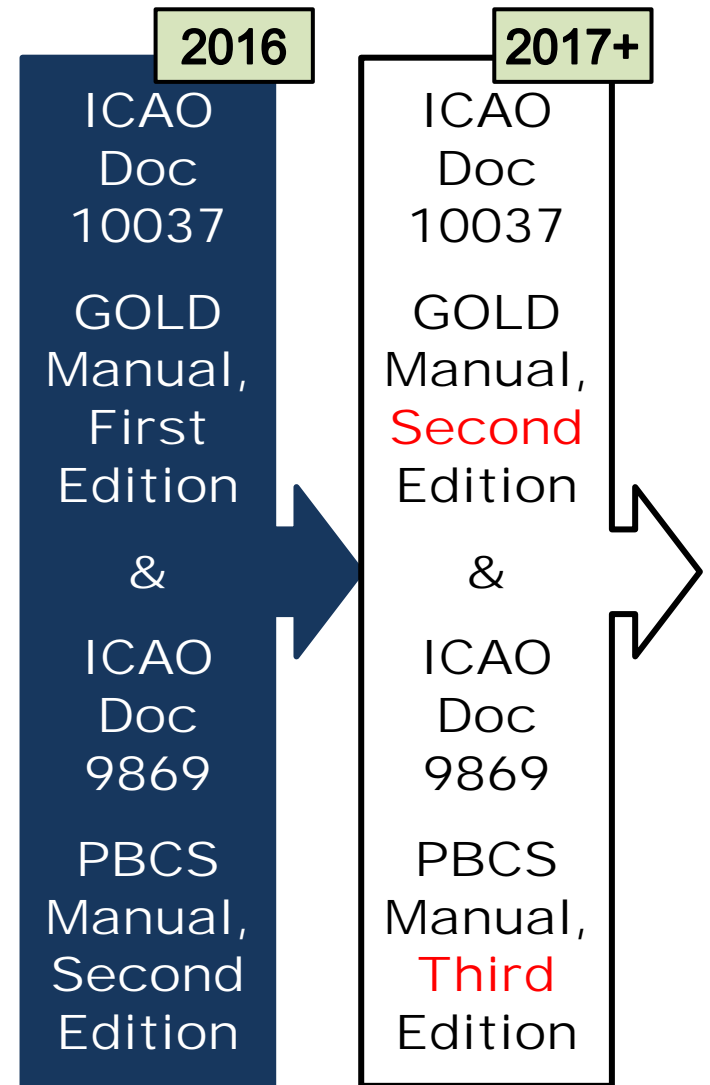 2016
ICAO
Doc
10037
GOLD
Manual,
First
Edition
&
ICAO
Doc
9869
PBCS
Manual,
Second
Edition
2017+
ICAO
Doc
10037
GOLD
Manual,
Second
Edition
&
ICAO
Doc
9869
PBCS
Manual,
Third
Edition